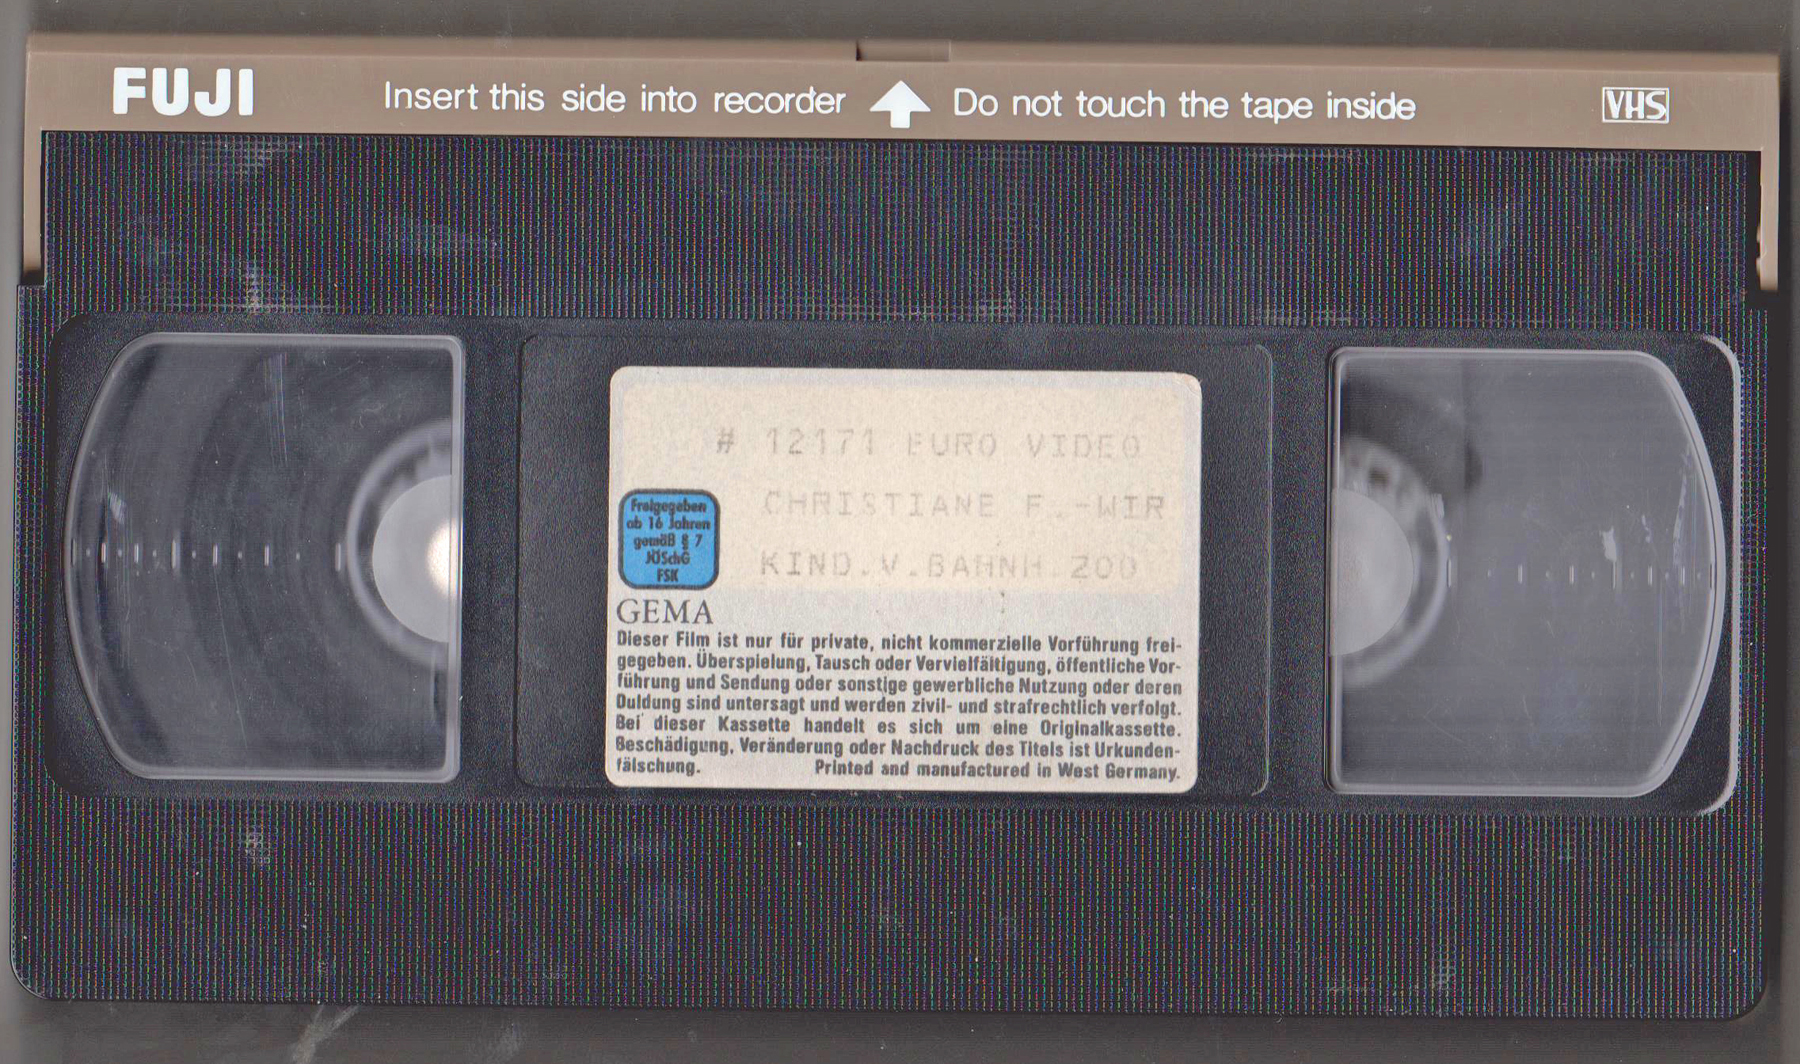 FUJI Insert this side into recorder Do not touch the tape inside VHS
# 12171 EURO VIDEO
CHRISTIANE F.-WIR
KIND.V.BAHNH.ZOO
Freigegeben
ab 16 Jahren
gemäß § 7
JÖSchG
FSK
GEMA
Dieser Film ist nur für private, nicht kommerzielle Vorführung frei-
gegeben. Überspielung, Tausch oder Vervielfältigung, öffentliche Vor-
führung und Sendung oder sonstige gewerbliche Nutzung oder deren
Duldung sind untersagt und werden zivil- und strafrechtlich verfolgt.
Bei dieser Kassette handelt es sich um eine Originalkassette.
Beschädigung, Veränderung oder Nachdruck des Titels ist Urkunden-
fälschung. Printed and manufactured in West Germany.